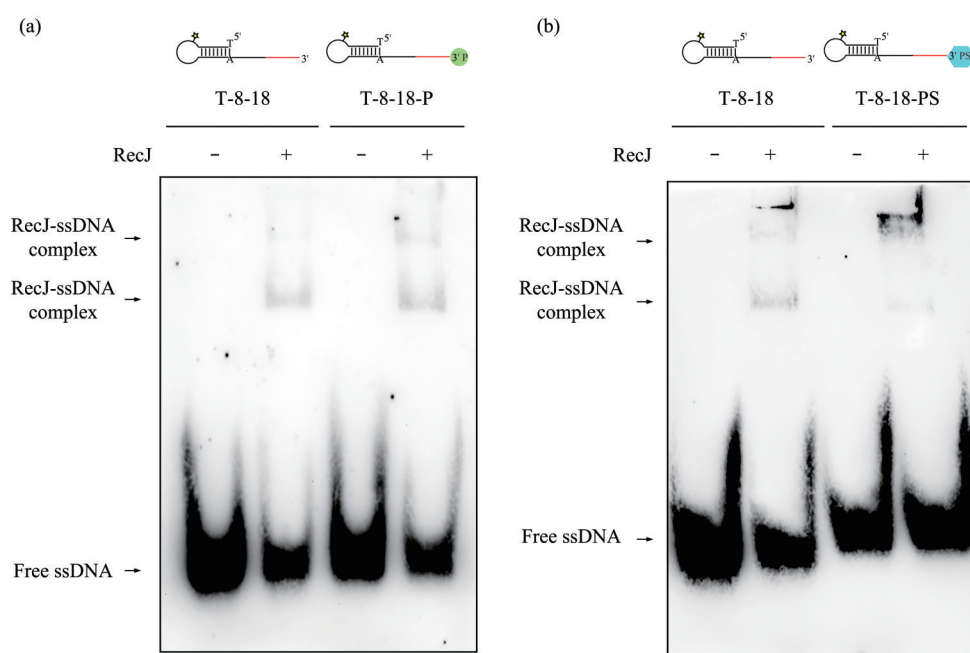 (a)
T 5'
A
3'
T 5'
A
3' P
T-8-18
T-8-18-P
RecJ
- + - +
RecJ-ssDNA
complex
RecJ-ssDNA
complex
Free ssDNA
(b)
T 5'
A
3'
T 5'
A
3' PS
T-8-18
T-8-18-PS
RecJ
- + - +
RecJ-ssDNA
complex
RecJ-ssDNA
complex
Free ssDNA